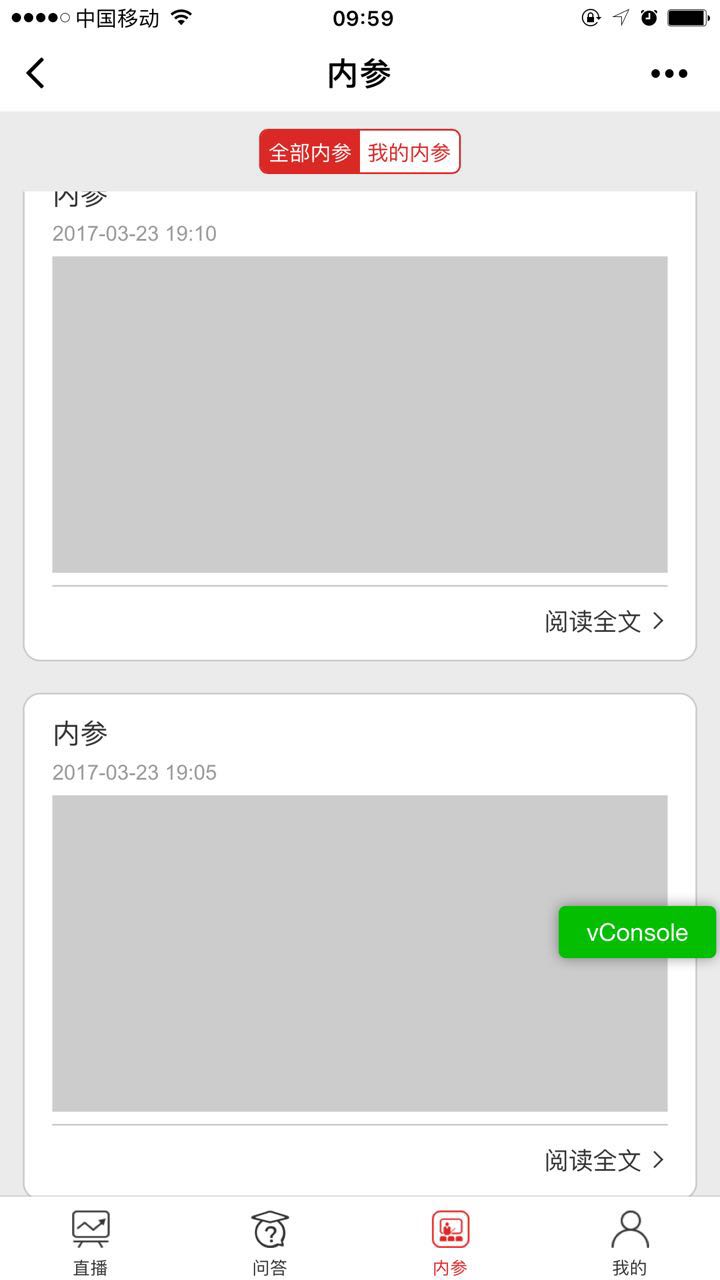 中国移动
09:59
内参
全部内参
我的内参
内参
2017-03-23 19:10
阅读全文
内参
2017-03-23 19:05
vConsole
阅读全文
直播
问答
内参
我的